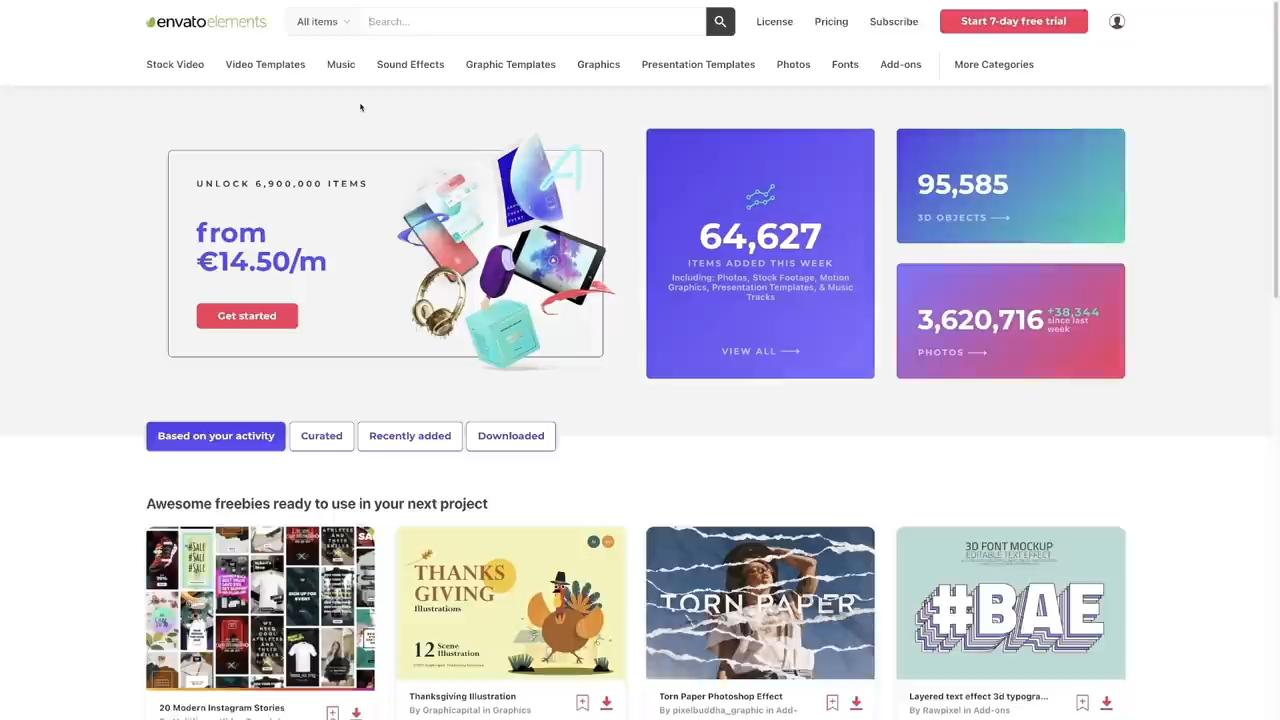 envatoelements
All items
Search...
License
Pricing
Subscribe
Start 7-day free trial
Stock Video
Video Templates
Music
Sound Effects
Graphic Templates
Graphics
Presentation Templates
Photos
Fonts
Add-ons
More Categories
UNLOCK 6,900,000 ITEMS
from
€14.50/m
Get started
64,627
ITEMS ADDED THIS WEEK
Including: Photos, Stock Footage, Motion
Graphics, Presentation Templates, & Music
Tracks
VIEW ALL
95,585
3D OBJECTS
3,620,716
+38,344
since last
week
PHOTOS
Based on your activity
Curated
Recently added
Downloaded
Awesome freebies ready to use in your next project
THANKS
GIVING
Illustrations
12 Scene
Illustration
TORN PAPER
3D FONT MOCKUP
EDITABLE TEXT EFFECT
#BAE
20 Modern Instagram Stories
Thanksgiving Illustration
By Graphicapital in Graphics
Torn Paper Photoshop Effect
By pixelbuddha_graphic in Add-
Layered text effect 3d typogra...
By Rawpixel in Add-ons